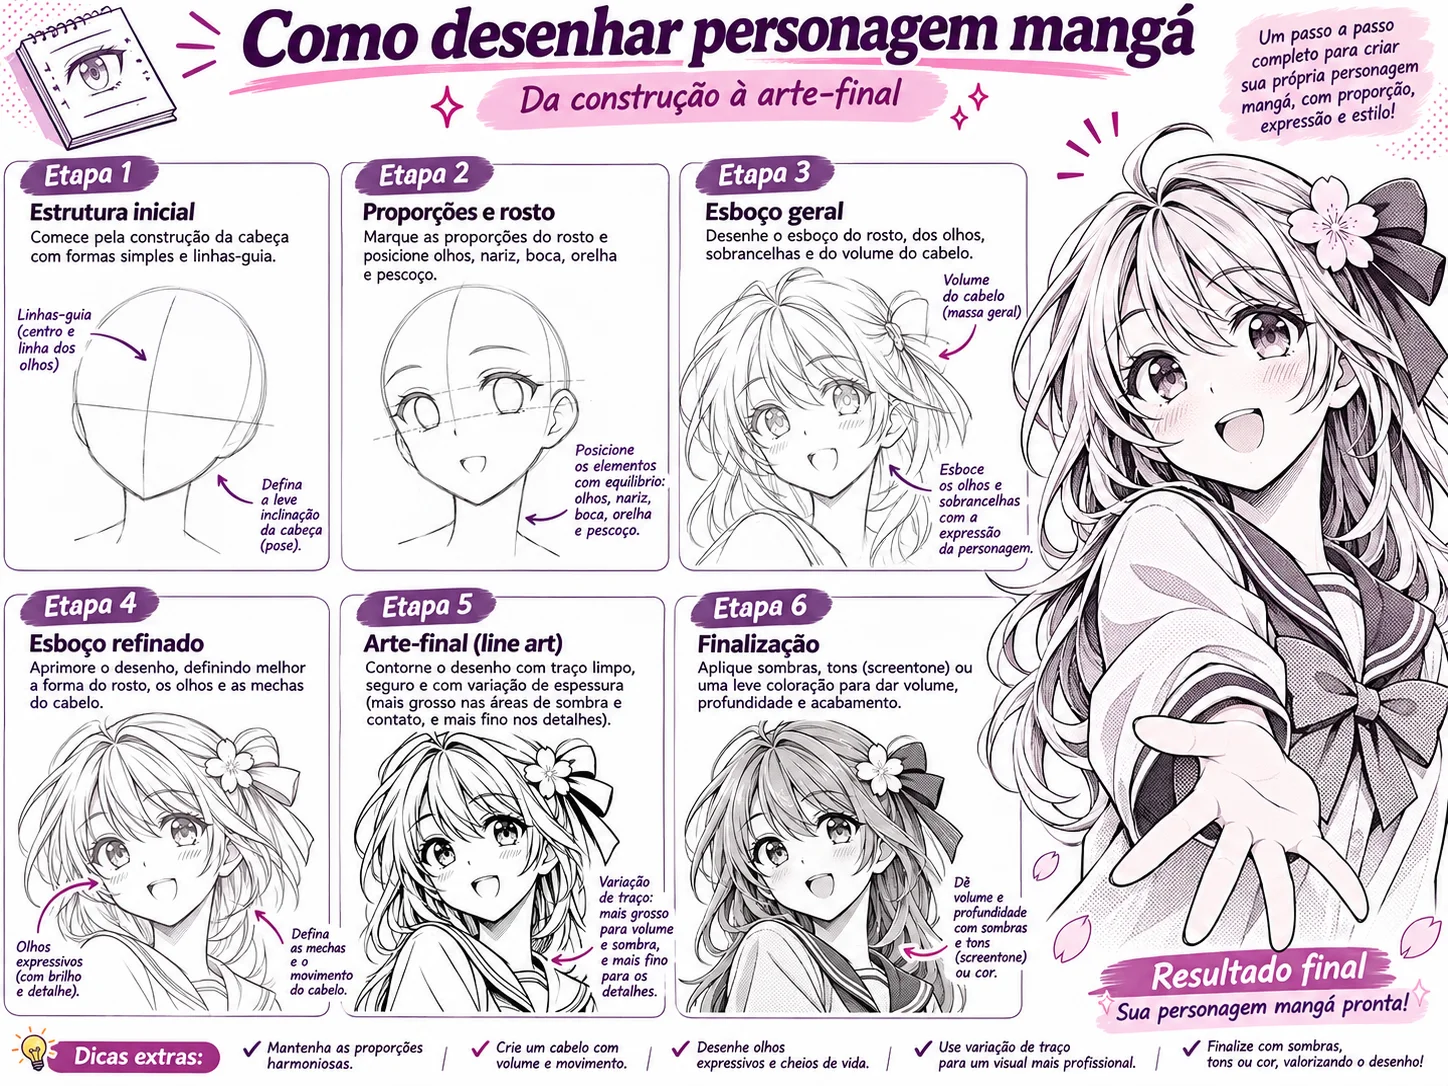 Como desenhar personagem mangá
Da construção à arte-final
Um passo a passo
completo para criar
sua própria personagem
mangá, com proporção,
expressão e estilo!
Etapa 1
Estrutura inicial
Comece pela construção da cabeça
com formas simples e linhas-guia.
Linhas-guia
(centro e
linha dos
olhos)
Defina
a leve
inclinação
da cabeça
(pose).
Etapa 2
Proporções e rosto
Marque as proporções do rosto e
posicione olhos, nariz, boca, orelha
e pescoço.
Posicione
os elementos
com equilibrio:
olhos, nariz,
boca, orelha
e pescoço.
Etapa 3
Esboço geral
Desenhe o esboço do rosto, dos olhos,
sobrancelhas e do volume do cabelo.
Volume
do cabelo
(massa geral)
Esboce
os olhos e
sobrancelhas
com a
expressão
da personagem.
Etapa 4
Esboço refinado
Aprimore o desenho, definindo melhor
a forma do rosto, os olhos e as mechas
do cabelo.
Olhos
expressivos
(com brilho
e detalhe).
Defina
as mechas
e o
movimento
do cabelo.
Etapa 5
Arte-final (line art)
Contorne o desenho com traço limpo,
seguro e com variação de espessura
(mais grosso nas áreas de sombra e
contato, e mais fino nos detalhes).
Variação
de traço:
mais grosso
para volume
e sombra,
e mais fino
para os
detalhes.
Etapa 6
Finalização
Aplique sombras, tons (screentone) ou
uma leve coloração para dar volume,
profundidade e acabamento.
Dè
volume e
profundidade
com sombras
e tons
(screentone)
ou cor.
Resultado final
Sua personagem mangá pronta!
Dicas extras:
Mantenha as proporções
harmoniosas.
Crie um cabelo com
volume e movimento.
Desenhe olhos
expressivos e cheios de vida.
Use variação de traço
para um visual mais profissional.
Finalize com sombras,
tons ou cor, valorizando o desenho!